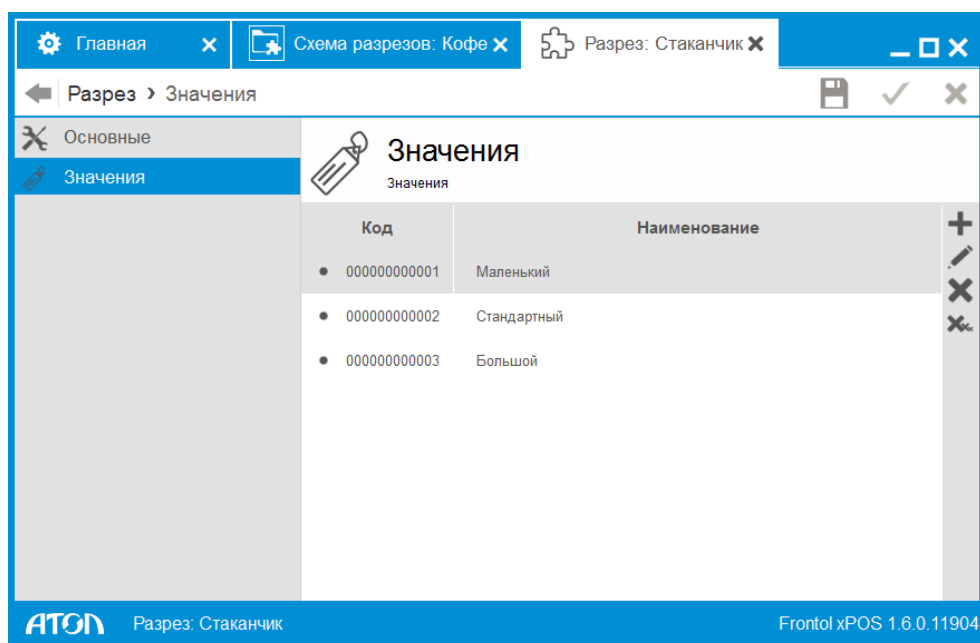 Главная
Схема разрезов: Кофе
Разрез: Стаканчик
Разрез › Значения
Основные
Значения
Значения
Значения
Код Наименование
000000000001 Маленький
000000000002 Стандартный
000000000003 Большой
АТОЛ Разрез: Стаканчик Frontol xPOS 1.6.0.11904